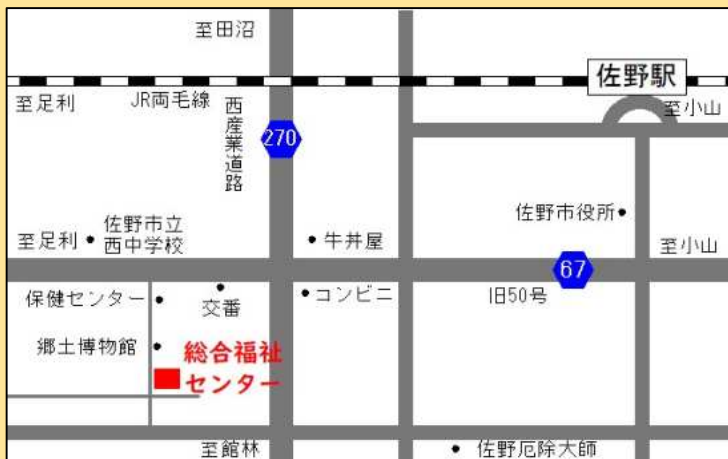 至田沼
佐野駅
至足利
JR両毛線
至小山
西産業道路
270
佐野市役所
佐野市立
西中学校
至足利
牛丼屋
至小山
67
保健センター
交番
コンビニ
旧50号
郷土博物館
総合福祉
センター
至館林
佐野厄除大師